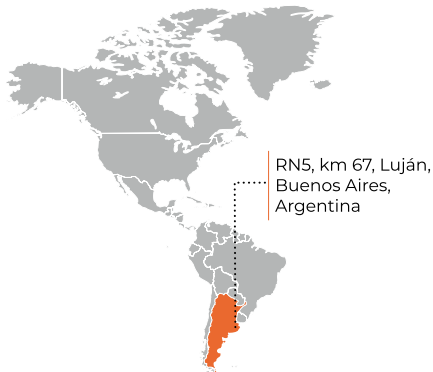 RN5, km 67, Luján,
Buenos Aires,
Argentina